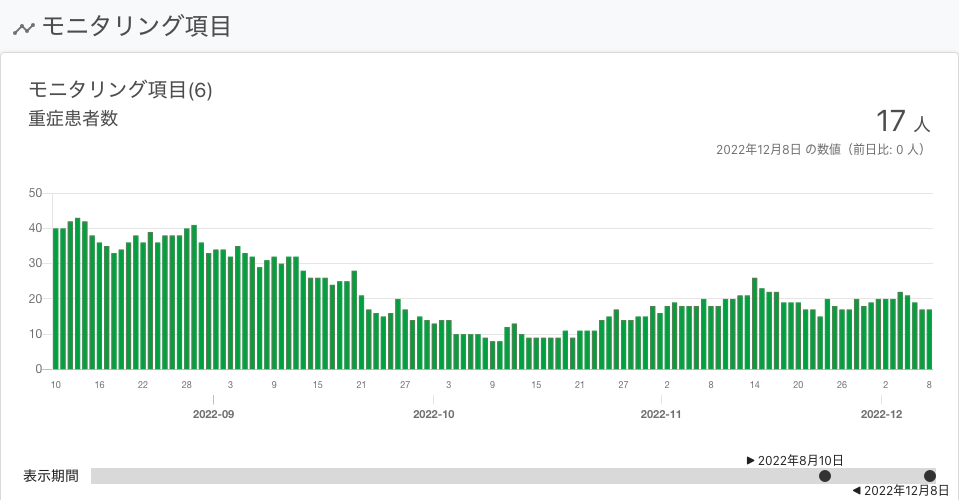 モニタリング項目
モニタリング項目(6)
重症患者数
17 人
2022年12月8日 の数値（前日比: 0 人）
50
40
30
20
10
0
10 16 22 28 3 9 15 21 27 3 9 15 21 27 2 8 14 20 26 2 8
2022-09 2022-10 2022-11 2022-12
▶ 2022年8月10日
表示期間
◀ 2022年12月8日